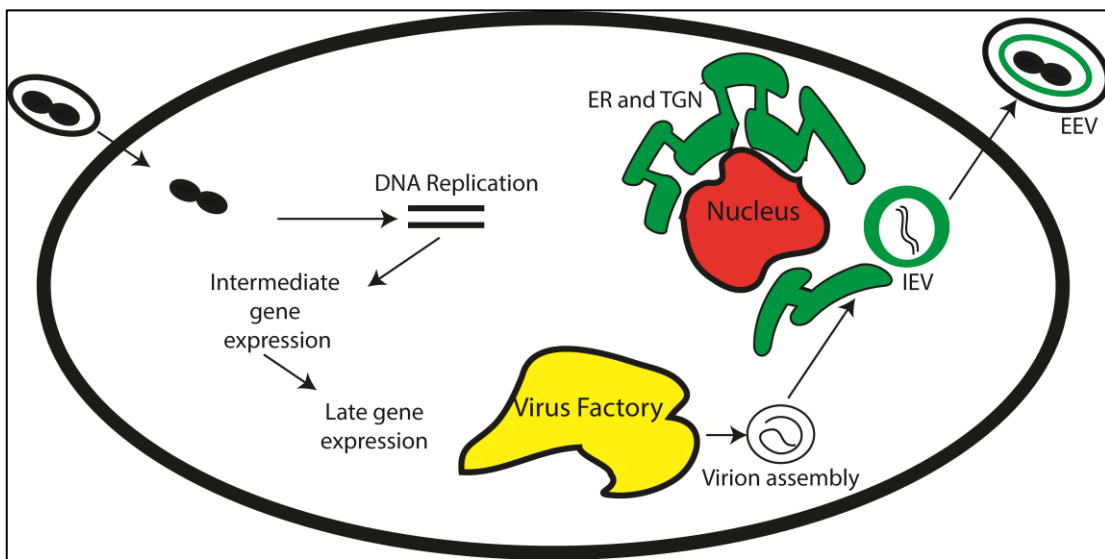 ER and TGN
EEV
DNA Replication
Nucleus
IEV
Intermediate
gene
expression
Late gene
expression
Virus Factory
Virion assembly